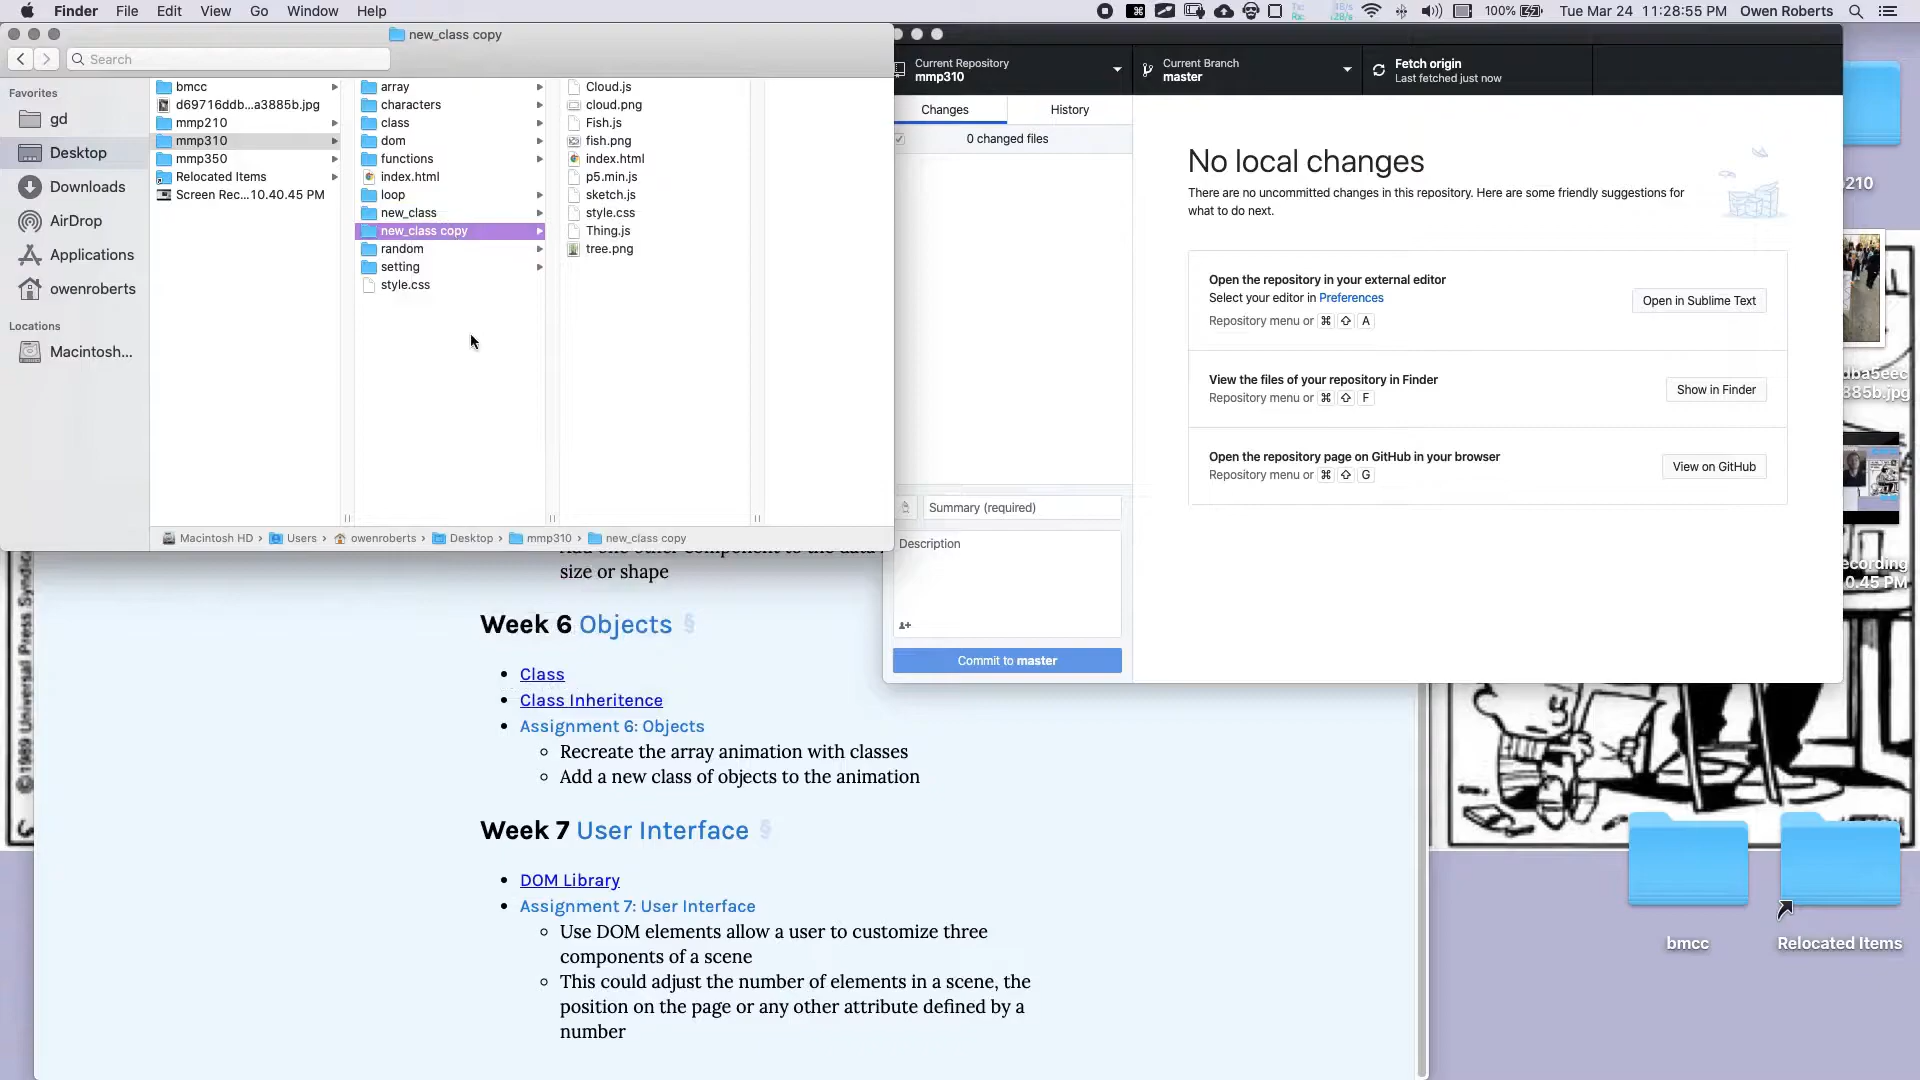 Finder File Edit View Go Window Help
100% Tue Mar 24 11:28:55 PM Owen Roberts
new_class copy
Search
Favorites
gd
Desktop
Downloads
AirDrop
Applications
owenroberts
Locations
Macintosh...
bmcc
d69716ddb...a3885b.jpg
mmp210
mmp310
mmp350
Relocated Items
Screen Rec...10.40.45 PM
array
characters
class
dom
functions
index.html
loop
new_class
new_class copy
random
setting
style.css
Cloud.js
cloud.png
Fish.js
fish.png
index.html
p5.min.js
sketch.js
style.css
Thing.js
tree.png
Macintosh HD › Users › owenroberts › Desktop › mmp310 › new_class copy
Current Repository
mmp310
Current Branch
master
Fetch origin
Last fetched just now
Changes
History
0 changed files
Summary (required)
Description
Commit to master
No local changes
There are no uncommitted changes in this repository. Here are some friendly suggestions for
what to do next.
Open the repository in your external editor
Select your editor in Preferences
Repository menu or ⌘ ⇧ A
Open in Sublime Text
View the files of your repository in Finder
Repository menu or ⌘ ⇧ F
Show in Finder
Open the repository page on GitHub in your browser
Repository menu or ⌘ ⇧ G
View on GitHub
size or shape
Week 6 Objects §
• Class
• Class Inheritence
• Assignment 6: Objects
Recreate the array animation with classes
Add a new class of objects to the animation
Week 7 User Interface §
• DOM Library
• Assignment 7: User Interface
Use DOM elements allow a user to customize three
components of a scene
This could adjust the number of elements in a scene, the
position on the page or any other attribute defined by a
number
©1989 Universal Press Syndic
210
885b.jpg
ecording
0.45 PM
bmcc
Relocated Items